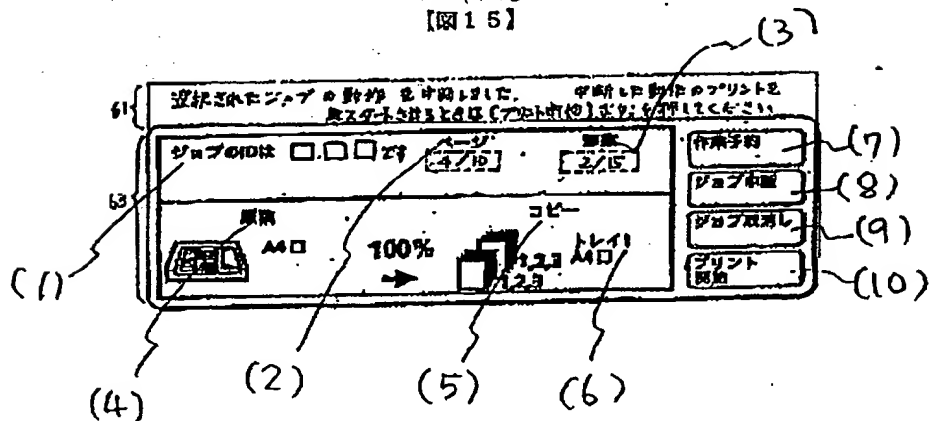 【図15】
(3)
61
選択されたジョブの動作を中断しました。 中断した動作のプリントを
再スタートさせるときは[プリント開始]ボタンを押してください
63
ジョブのIDは □.□□です
ページ
4/10
部数
2/15
作業予約
(7)
ジョブ中断
(8)
ジョブ取消し
(9)
プリント
開始
(10)
原稿
A4□
100%
コピー
1,2,3
1,2,3
トレイ1
A4□
(1)
(4)
(2)
(5)
(6)